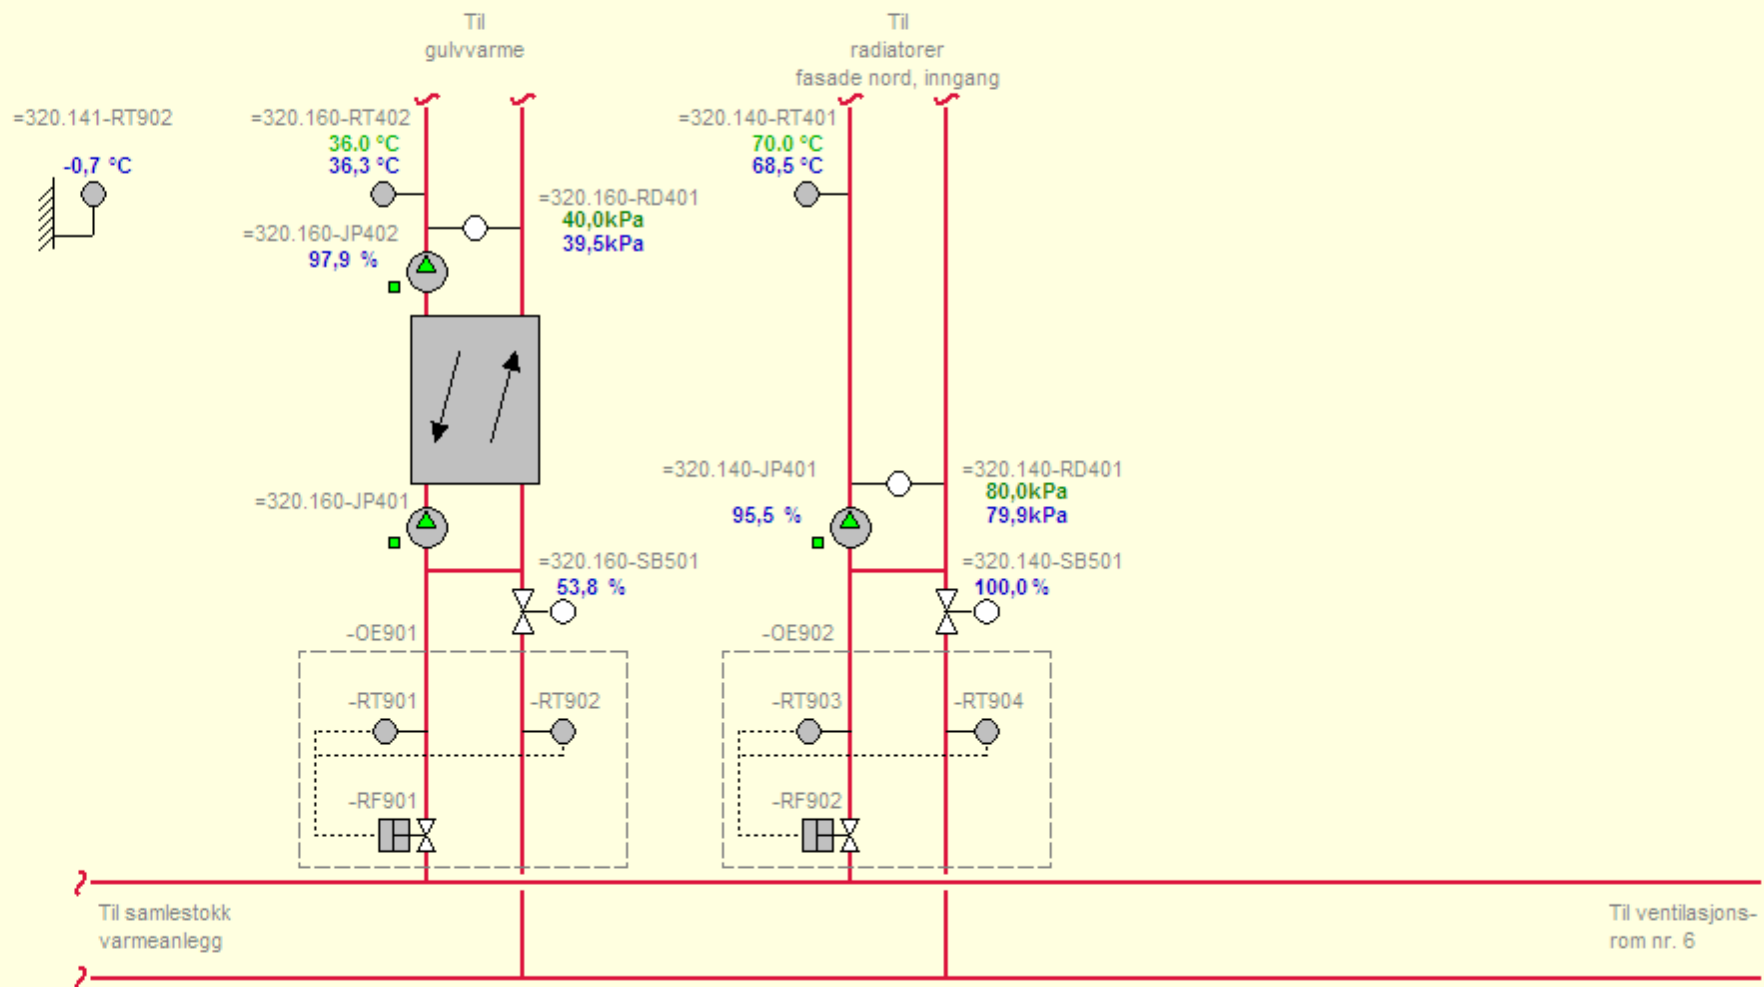 Til
gulvvarme
Til
radiatorer
fasade nord, inngang
=320.141-RT902
-0,7 °C
=320.160-RT402
36.0 °C
36,3 °C
=320.140-RT401
70.0 °C
68,5 °C
=320.160-RD401
40,0kPa
39,5kPa
=320.160-JP402
97,9 %
=320.160-JP401
=320.140-JP401
95,5 %
=320.140-RD401
80,0kPa
79,9kPa
=320.160-SB501
53,8 %
=320.140-SB501
100,0 %
-OE901
-OE902
-RT901
-RT902
-RT903
-RT904
-RF901
-RF902
Til samlestokk
varmeanlegg
Til ventilasjons-
rom nr. 6